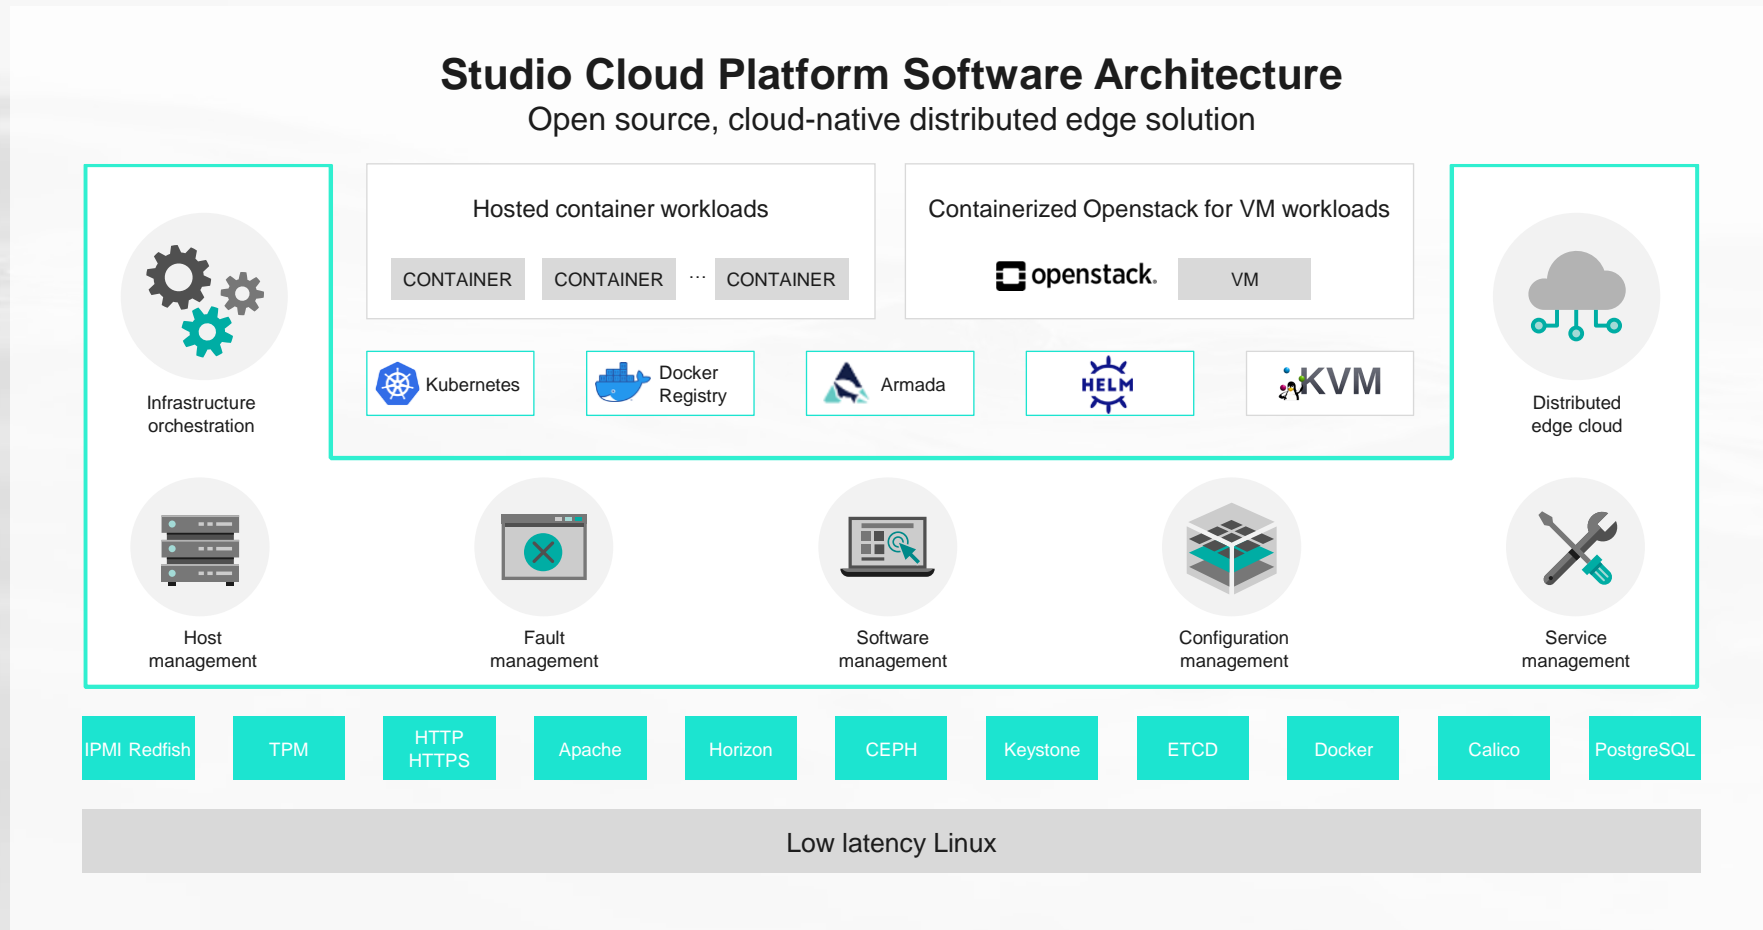 Studio Cloud Platform Software Architecture
Open source, cloud-native distributed edge solution
Hosted container workloads
CONTAINER CONTAINER ... CONTAINER
Containerized Openstack for VM workloads
openstack. VM
Infrastructure
orchestration
Kubernetes
Docker
Registry
Armada
HELM
KVM
Distributed
edge cloud
Host
management
Fault
management
Software
management
Configuration
management
Service
management
IPMI Redfish
TPM
HTTP
HTTPS
Apache
Horizon
CEPH
Keystone
ETCD
Docker
Calico
PostgreSQL
Low latency Linux